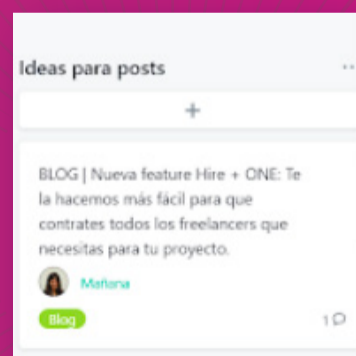 Ideas para posts
BLOG | Nueva feature Hire + ONE: Te
la hacemos más fácil para que
contrates todos los freelancers que
necesitas para tu proyecto.
Mañana
Blog
1